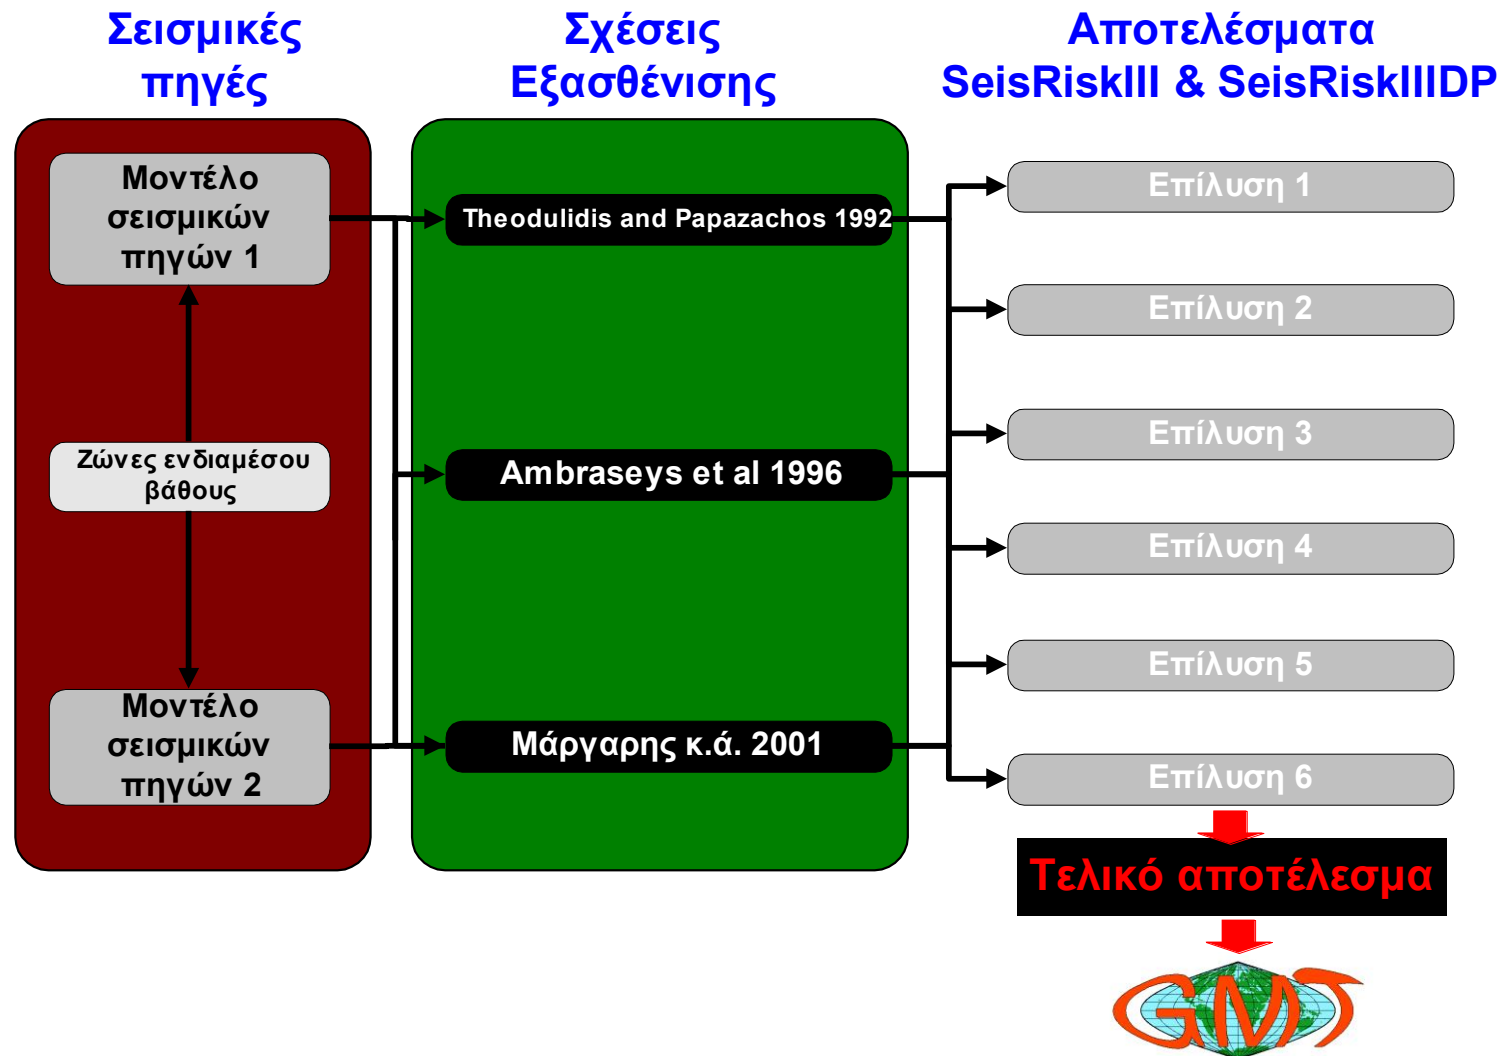 Σεισμικές
πηγές
Σχέσεις
Εξασθένισης
Αποτελέσματα
SeisRiskIII & SeisRiskIIIDP
Μοντέλο
σεισμικών
πηγών 1
Ζώνες ενδιαμέσου
βάθους
Μοντέλο
σεισμικών
πηγών 2
Theodulidis and Papazachos 1992
Ambraseys et al 1996
Μάργαρης κ.ά. 2001
Επίλυση 1
Επίλυση 2
Επίλυση 3
Επίλυση 4
Επίλυση 5
Επίλυση 6
Τελικό αποτέλεσμα
GMT